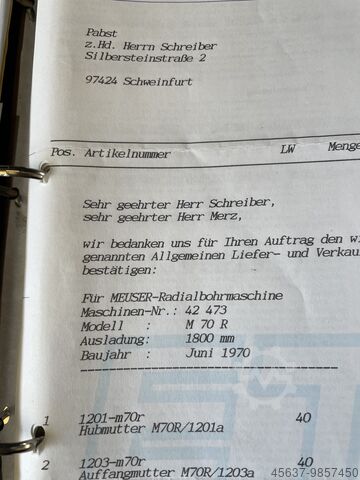 Pabst
z.Hd. Herrn Schreiber
Silbersteinstraße 2
97424 Schweinfurt
Pos. Artikelnummer LW Menge
Sehr geehrter Herr Schreiber,
sehr geehrter Herr Merz,
wir bedanken uns für Ihren Auftrag den wi
genannten Allgemeinen Liefer- und Verkau
bestätigen:
Für MEUSER-Radialbohrmaschine
Maschinen-Nr.: 42 473
Modell : M 70 R
Ausladung: 1800 mm
Baujahr : Juni 1970
1 1201-m70r 40
Hubmutter M70R/1201a
2 1203-m70r 40
Auffangmutter M70R/1203a
45637-9857450